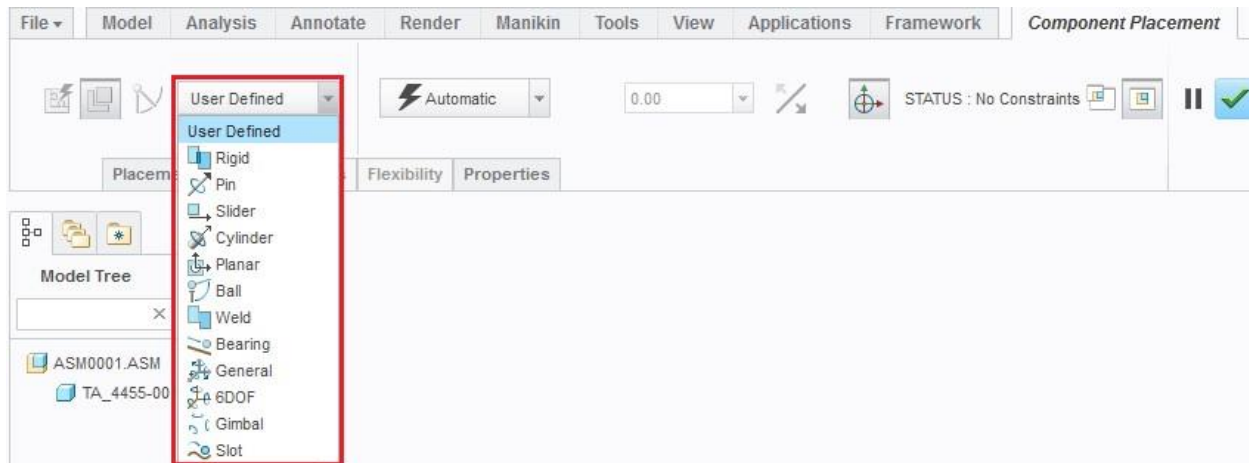 File Model Analysis Annotate Render Manikin Tools View Applications Framework Component Placement
User Defined Automatic 0.00 STATUS : No Constraints
User Defined
Rigid
Placem Flexibility Properties
Pin
Slider
Cylinder
Planar
Model Tree
Ball
Weld
Bearing
ASM0001.ASM
General
TA_4455-00
6DOF
Gimbal
Slot